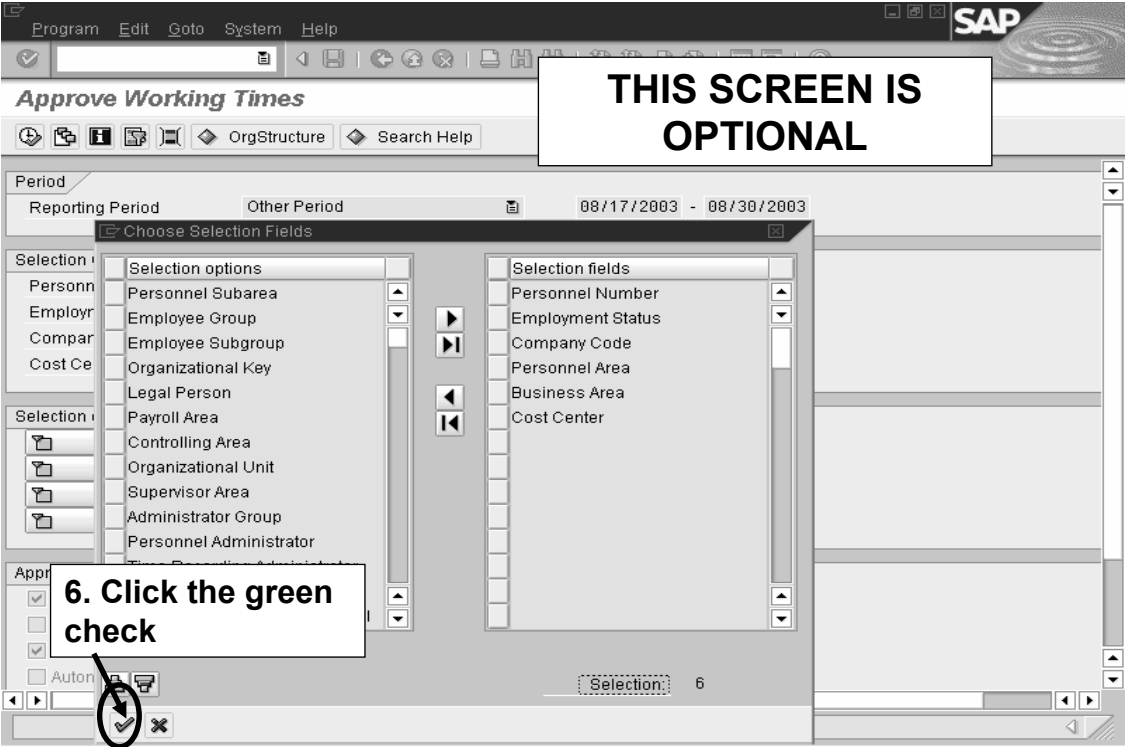 Program Edit Goto System Help
SAP
THIS SCREEN IS
OPTIONAL
Approve Working Times
OrgStructure Search Help
Period
Reporting Period Other Period 08/17/2003 - 08/30/2003
Choose Selection Fields
Selection
Personn
Employr
Compar
Cost Ce
Selection
Selection options
Personnel Subarea
Employee Group
Employee Subgroup
Organizational Key
Legal Person
Payroll Area
Controlling Area
Organizational Unit
Supervisor Area
Administrator Group
Personnel Administrator
Time Recording Administrator
Selection fields
Personnel Number
Employment Status
Company Code
Personnel Area
Business Area
Cost Center
Appr
6. Click the green
check
Auton
Selection: 6